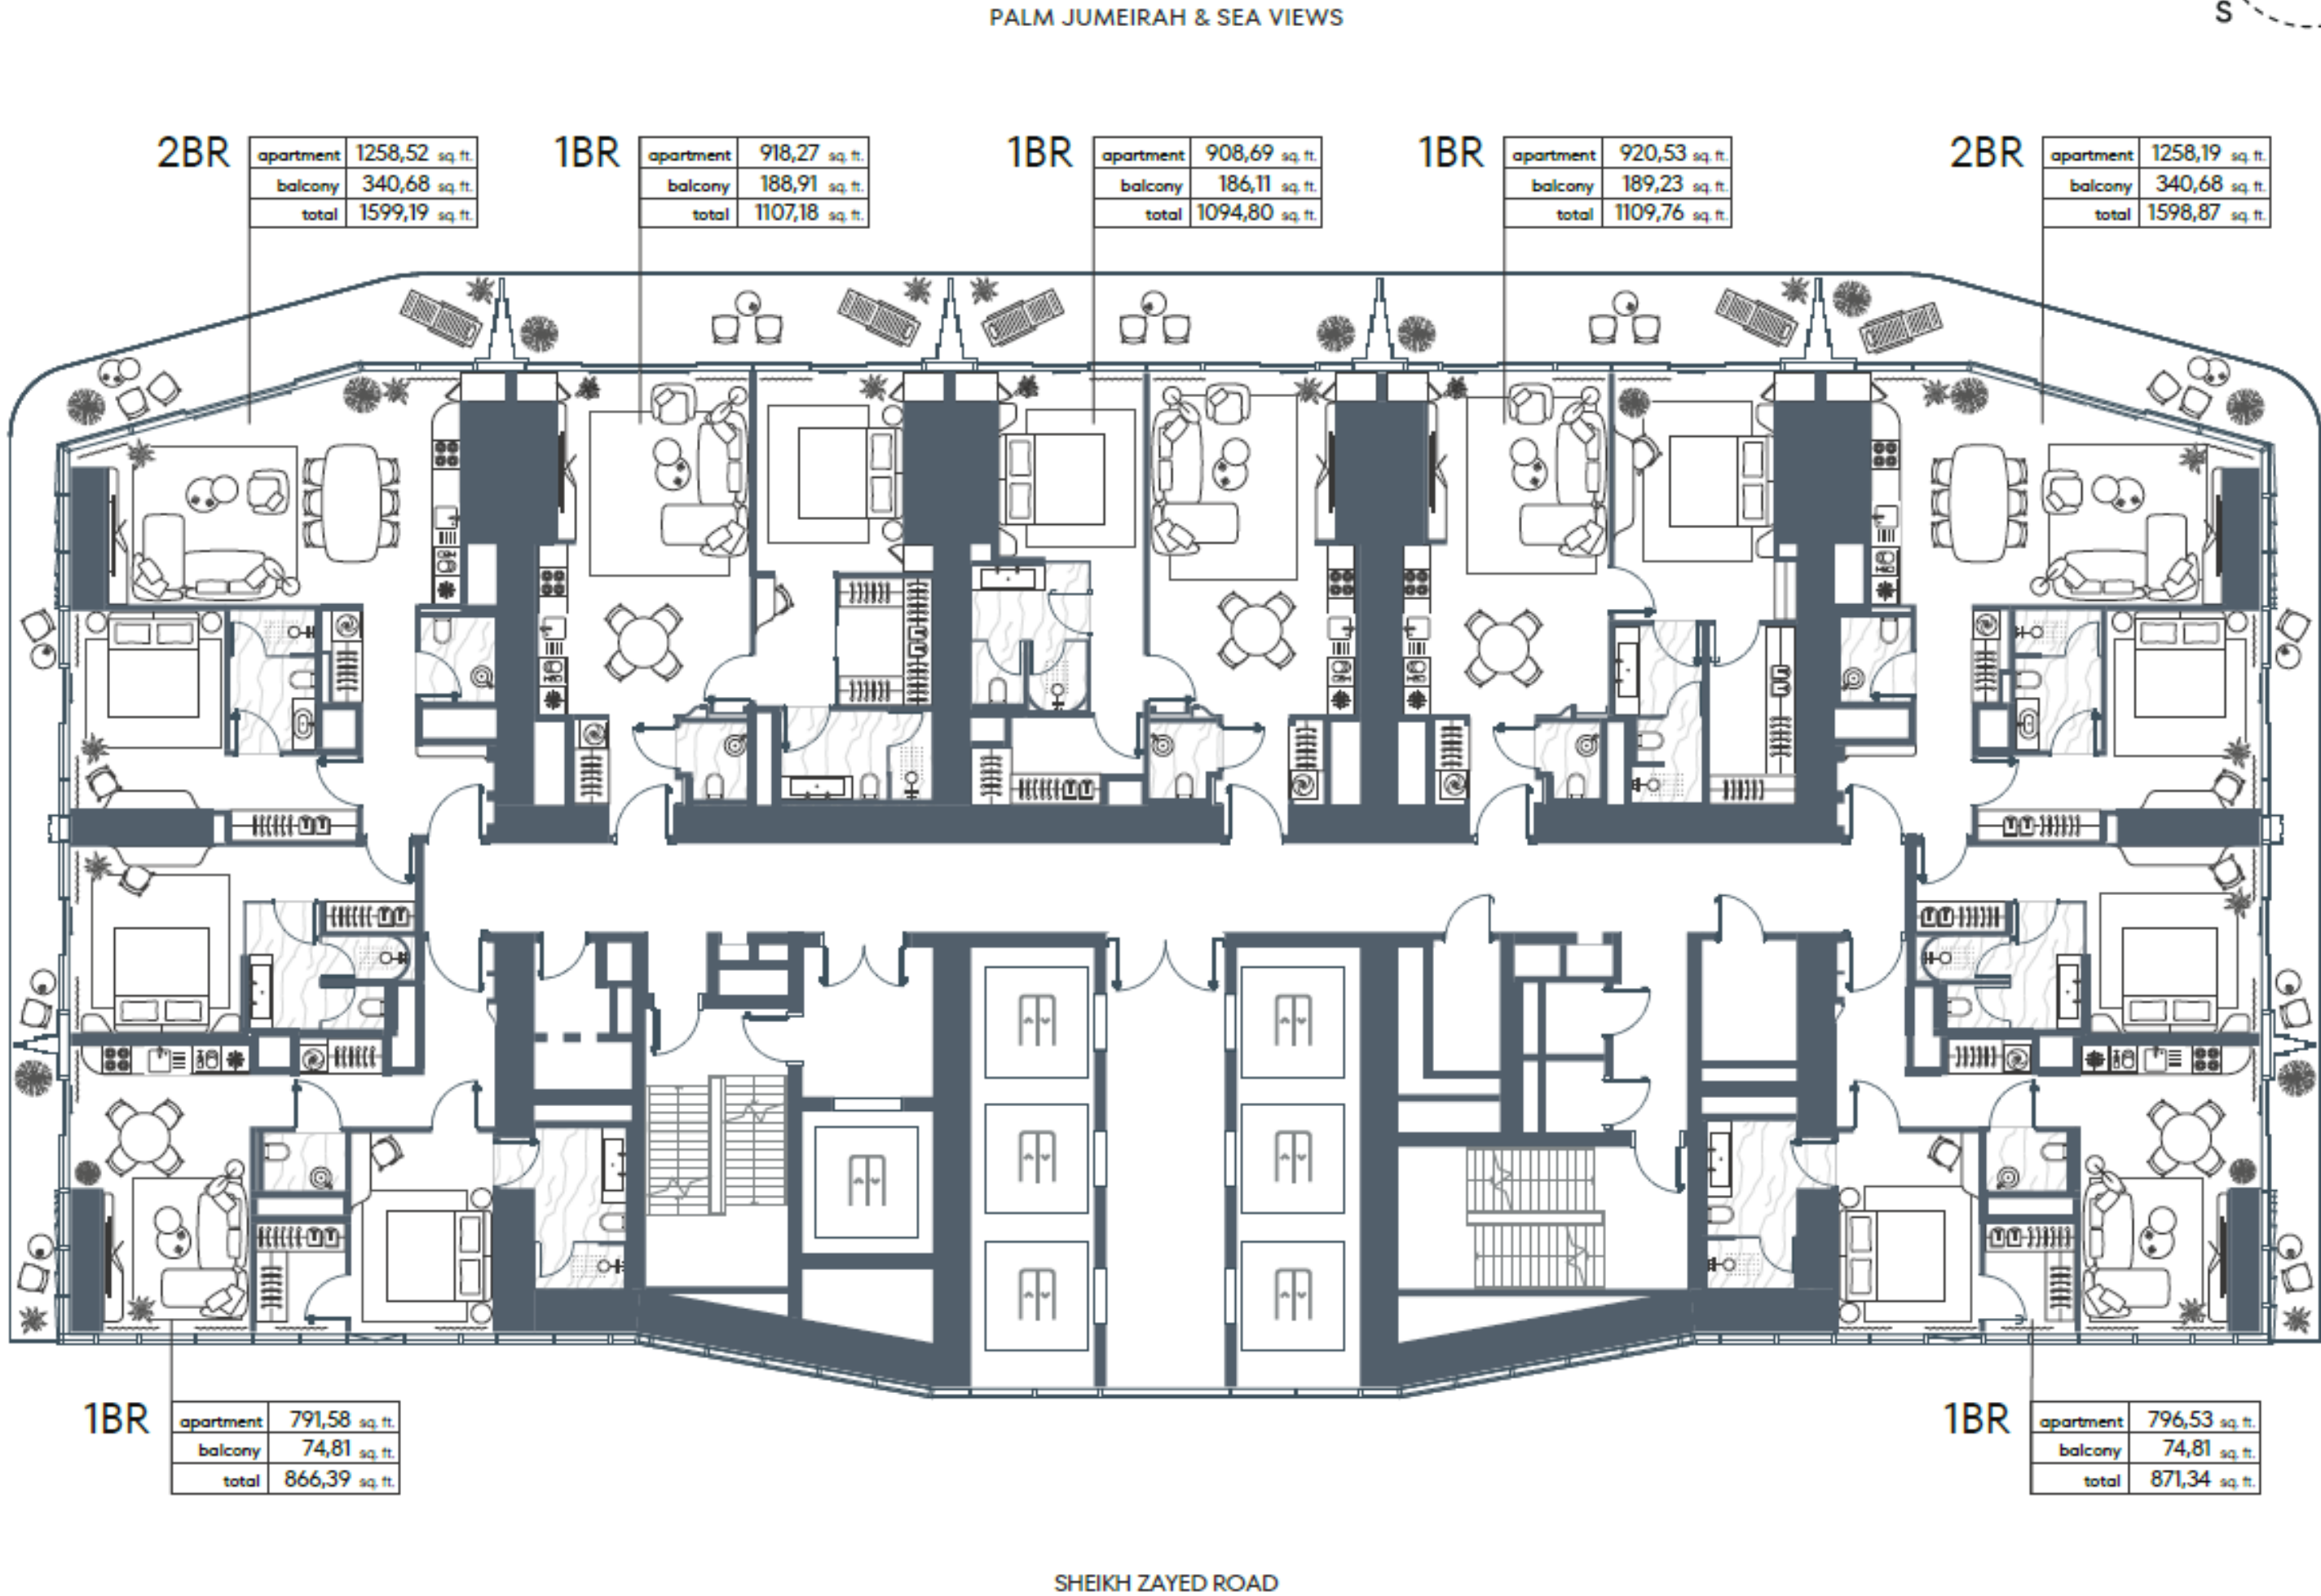 PALM JUMEIRAH & SEA VIEWS
S
2BR
apartment 1258,52 sq. ft.
balcony 340,68 sq. ft.
total 1599,19 sq. ft.
1BR
apartment 918,27 sq. ft.
balcony 188,91 sq. ft.
total 1107,18 sq. ft.
1BR
apartment 908,69 sq. ft.
balcony 186,11 sq. ft.
total 1094,80 sq. ft.
1BR
apartment 920,53 sq. ft.
balcony 189,23 sq. ft.
total 1109,76 sq. ft.
2BR
apartment 1258,19 sq. ft.
balcony 340,68 sq. ft.
total 1598,87 sq. ft.
1BR
apartment 791,58 sq. ft.
balcony 74,81 sq. ft.
total 866,39 sq. ft.
1BR
apartment 796,53 sq. ft.
balcony 74,81 sq. ft.
total 871,34 sq. ft.
SHEIKH ZAYED ROAD